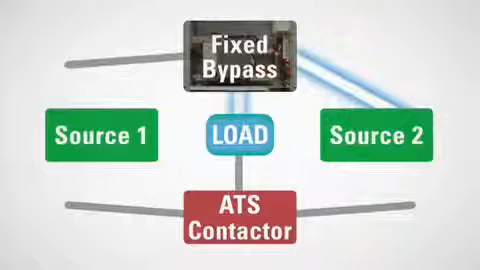 Fixed
Bypass
Source 1
LOAD
Source 2
ATS
Contactor